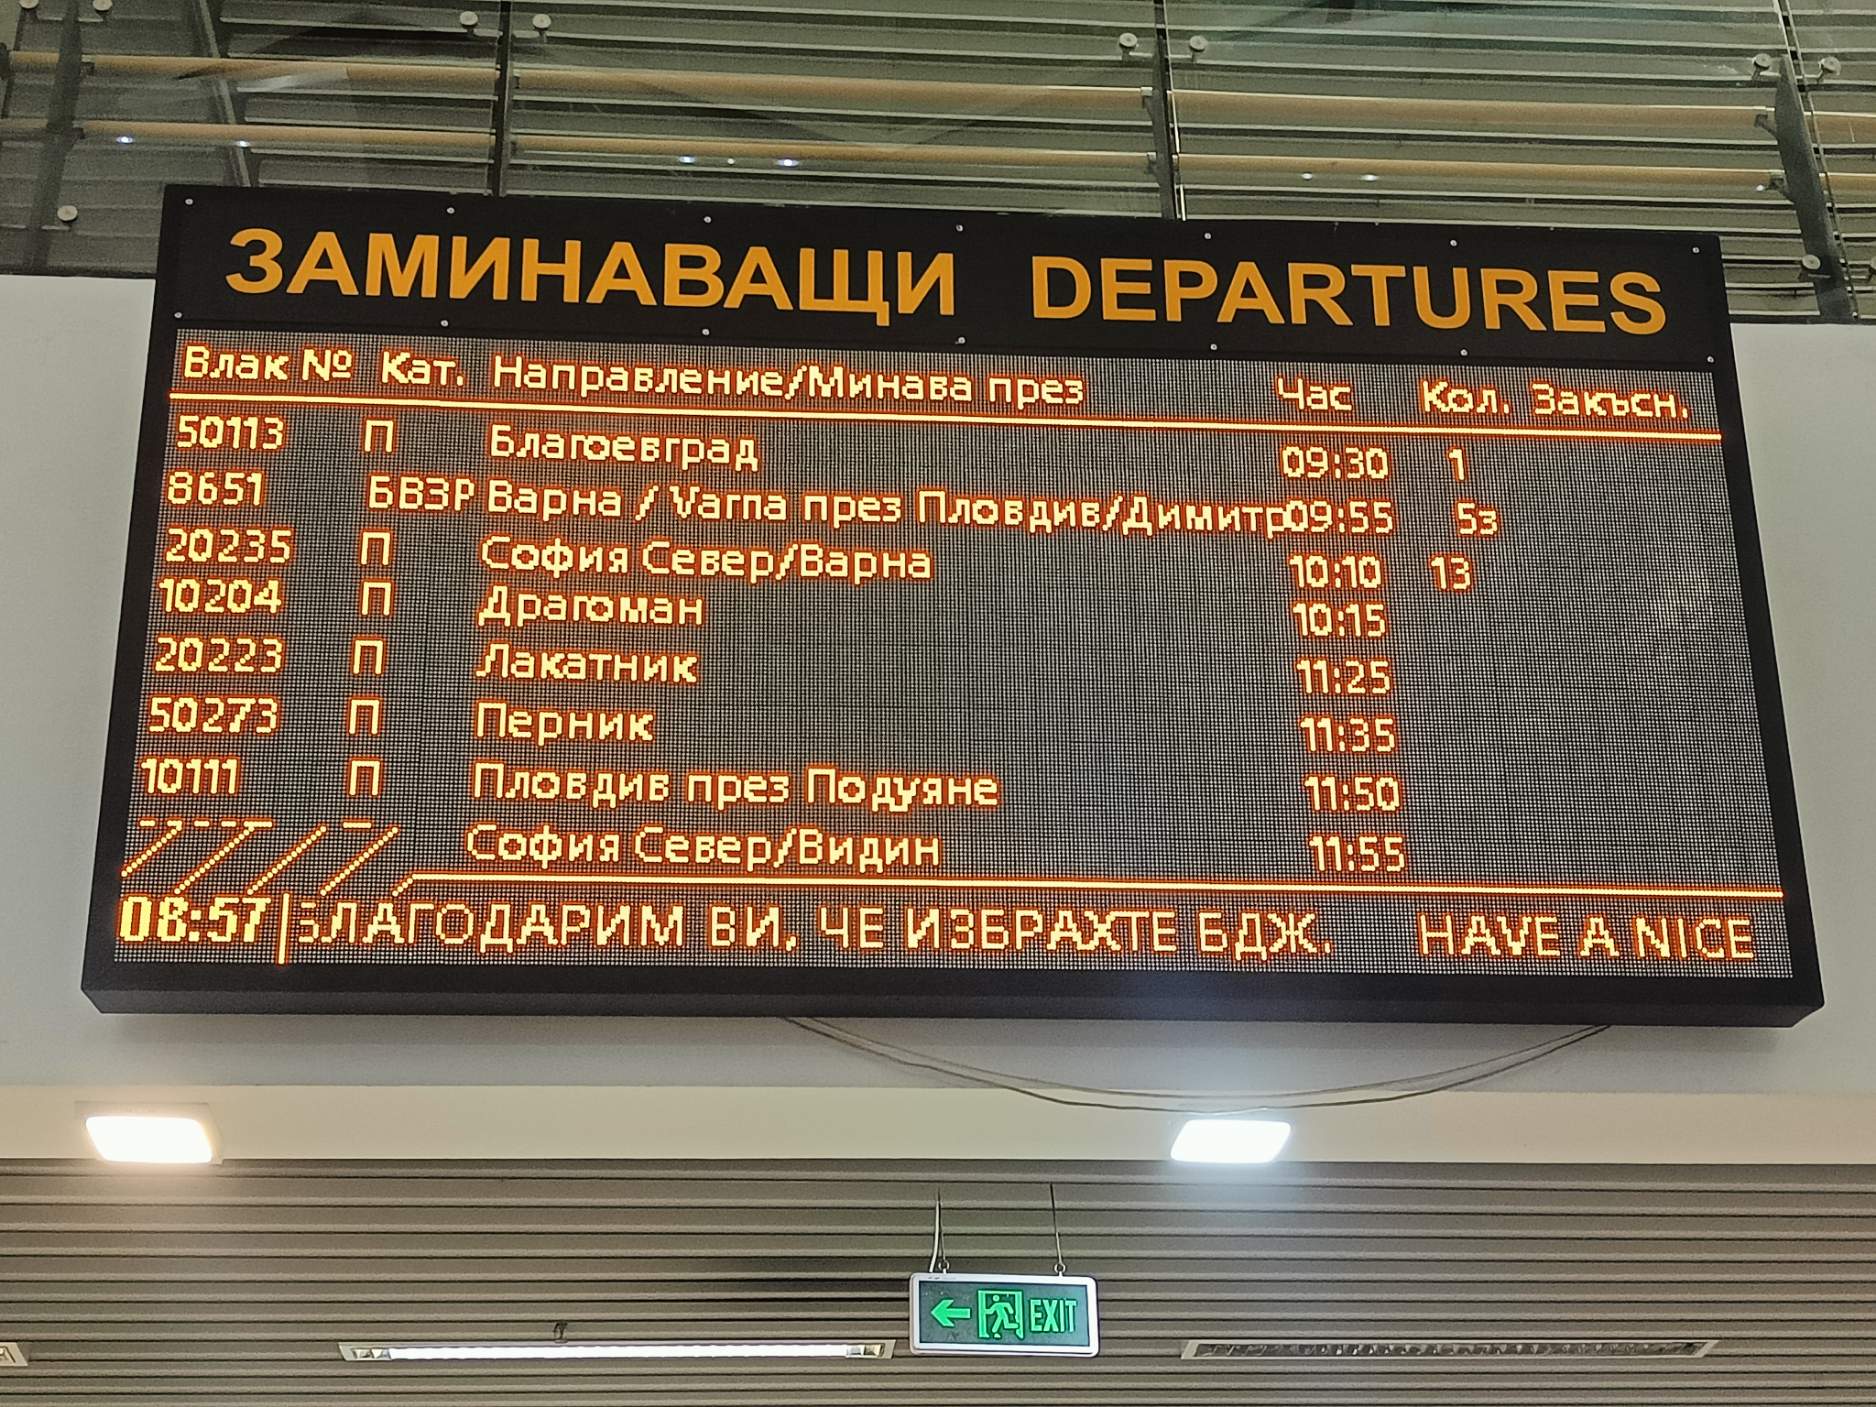 ЗАМИНАВАЩИ DEPARTURES
Влак № Кат. Направление/Минава през Час Кол. Закъсн.
50113 П Благоевград 09:30 1
8651 БВЗР Варна / Varna през Пловдив/Димитр 09:55 5з
20235 П София Север/Варна 10:10 13
10204 П Драгоман 10:15
20223 П Лакатник 11:25
50273 П Перник 11:35
10111 П Пловдив през Подуяне 11:50
София Север/Видин 11:55
08:57 БЛАГОДАРИМ ВИ, ЧЕ ИЗБРАХТЕ БДЖ. HAVE A NICE
EXIT